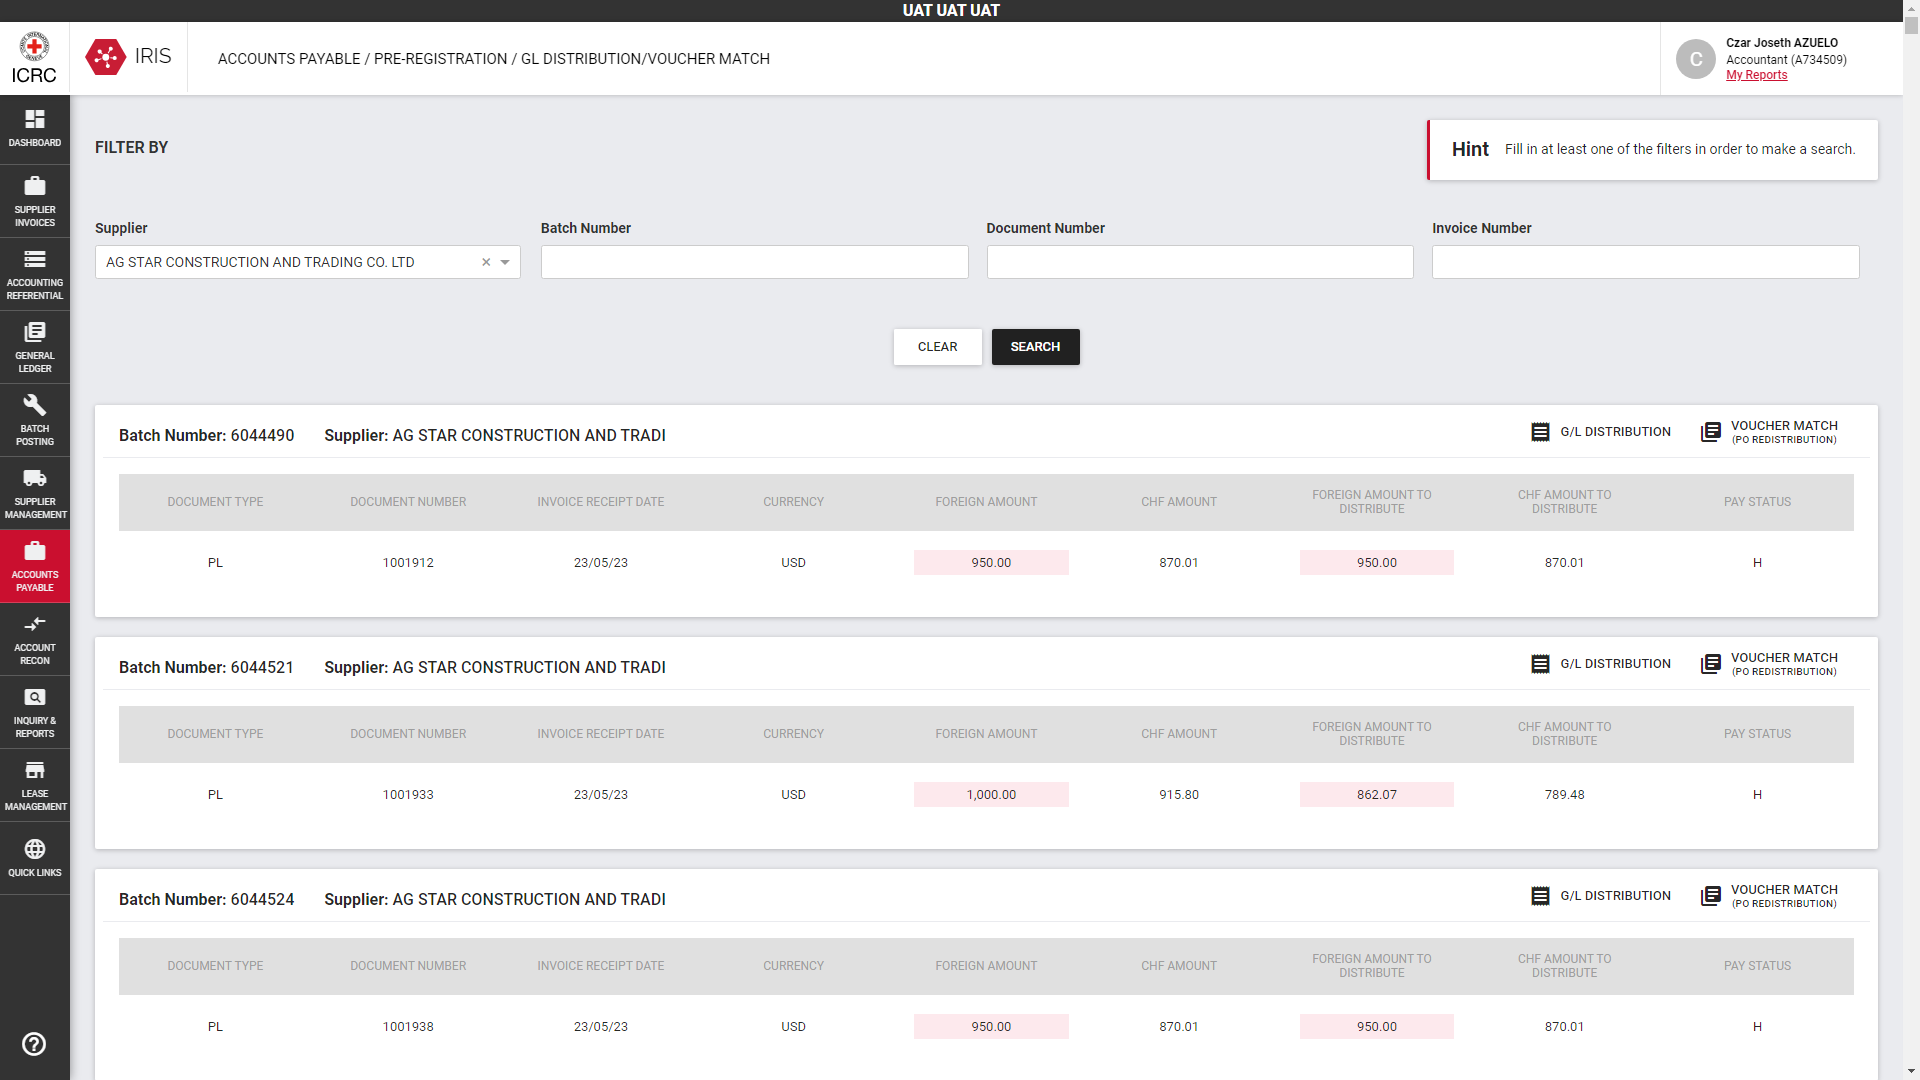 UAT UAT UAT
ICRC
IRIS
ACCOUNTS PAYABLE / PRE-REGISTRATION / GL DISTRIBUTION/VOUCHER MATCH
C
Czar Joseth AZUELO
Accountant (A734509)
My Reports
DASHBOARD
SUPPLIER
INVOICES
ACCOUNTING
REFERENTIAL
GENERAL
LEDGER
BATCH
POSTING
SUPPLIER
MANAGEMENT
ACCOUNTS
PAYABLE
ACCOUNT
RECON
INQUIRY &
REPORTS
LEASE
MANAGEMENT
QUICK LINKS
FILTER BY
Hint Fill in at least one of the filters in order to make a search.
Supplier Batch Number Document Number Invoice Number
AG STAR CONSTRUCTION AND TRADING CO. LTD ×
CLEAR SEARCH
Batch Number: 6044490 Supplier: AG STAR CONSTRUCTION AND TRADI G/L DISTRIBUTION VOUCHER MATCH
(PO REDISTRIBUTION)
DOCUMENT TYPE DOCUMENT NUMBER INVOICE RECEIPT DATE CURRENCY FOREIGN AMOUNT CHF AMOUNT FOREIGN AMOUNT TO DISTRIBUTE CHF AMOUNT TO DISTRIBUTE PAY STATUS
PL 1001912 23/05/23 USD 950.00 870.01 950.00 870.01 H
Batch Number: 6044521 Supplier: AG STAR CONSTRUCTION AND TRADI G/L DISTRIBUTION VOUCHER MATCH
(PO REDISTRIBUTION)
DOCUMENT TYPE DOCUMENT NUMBER INVOICE RECEIPT DATE CURRENCY FOREIGN AMOUNT CHF AMOUNT FOREIGN AMOUNT TO DISTRIBUTE CHF AMOUNT TO DISTRIBUTE PAY STATUS
PL 1001933 23/05/23 USD 1,000.00 915.80 862.07 789.48 H
Batch Number: 6044524 Supplier: AG STAR CONSTRUCTION AND TRADI G/L DISTRIBUTION VOUCHER MATCH
(PO REDISTRIBUTION)
DOCUMENT TYPE DOCUMENT NUMBER INVOICE RECEIPT DATE CURRENCY FOREIGN AMOUNT CHF AMOUNT FOREIGN AMOUNT TO DISTRIBUTE CHF AMOUNT TO DISTRIBUTE PAY STATUS
PL 1001938 23/05/23 USD 950.00 870.01 950.00 870.01 H